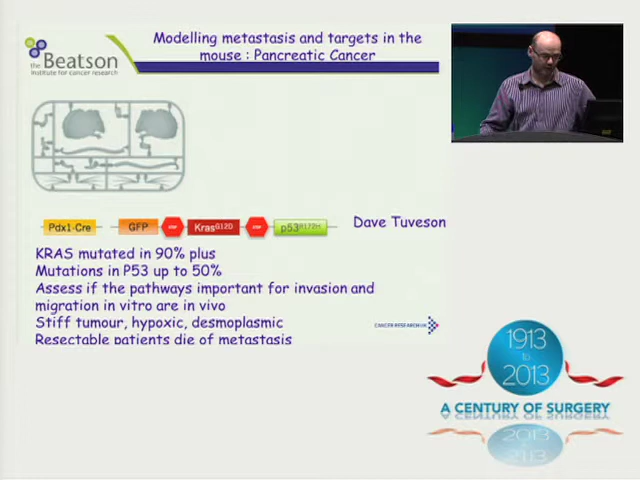 Modelling metastasis and targets in the
mouse : Pancreatic Cancer
the Beatson
institute for cancer research
Pdx1-Cre
GFP
KrasG12D
p53R172H
Dave Tuveson
KRAS mutated in 90% plus
Mutations in P53 up to 50%
Assess if the pathways important for invasion and
migration in vitro are in vivo
Stiff tumour, hypoxic, desmoplasmic
Resectable patients die of metastasis
CANCER RESEARCH UK
1913
to
2013
A CENTURY OF SURGERY